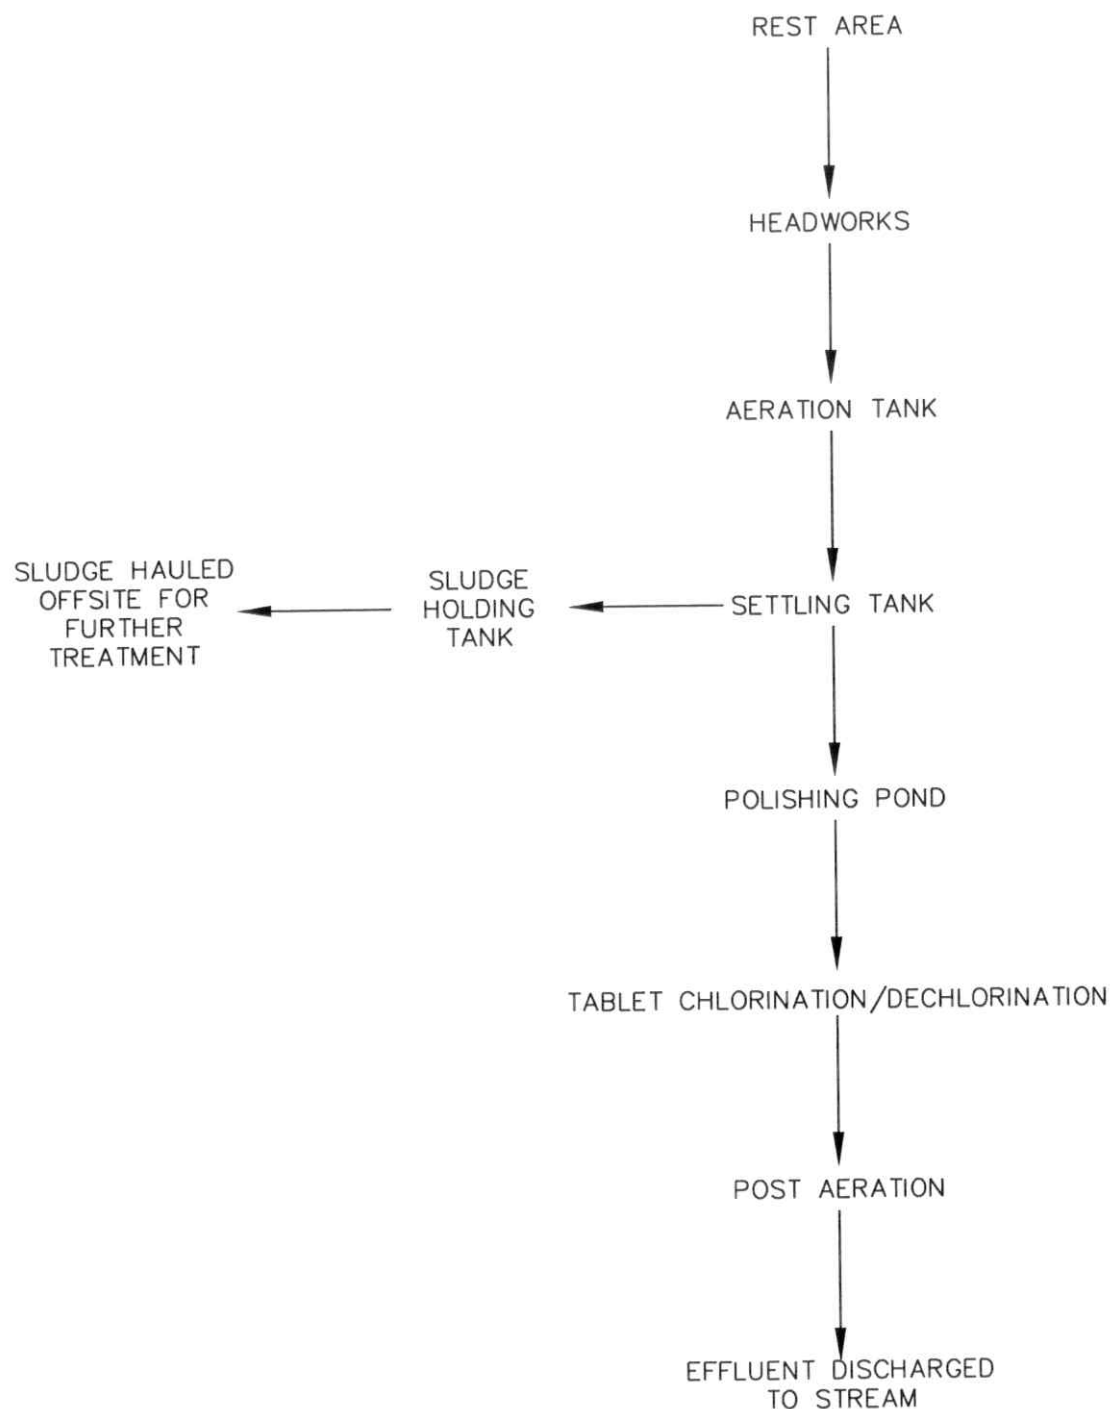 REST AREA
HEADWORKS
AERATION TANK
SLUDGE HAULED
OFFSITE FOR
FURTHER
TREATMENT
SLUDGE
HOLDING
TANK
SETTLING TANK
POLISHING POND
TABLET CHLORINATION/DECHLORINATION
POST AERATION
EFFLUENT DISCHARGED
TO STREAM